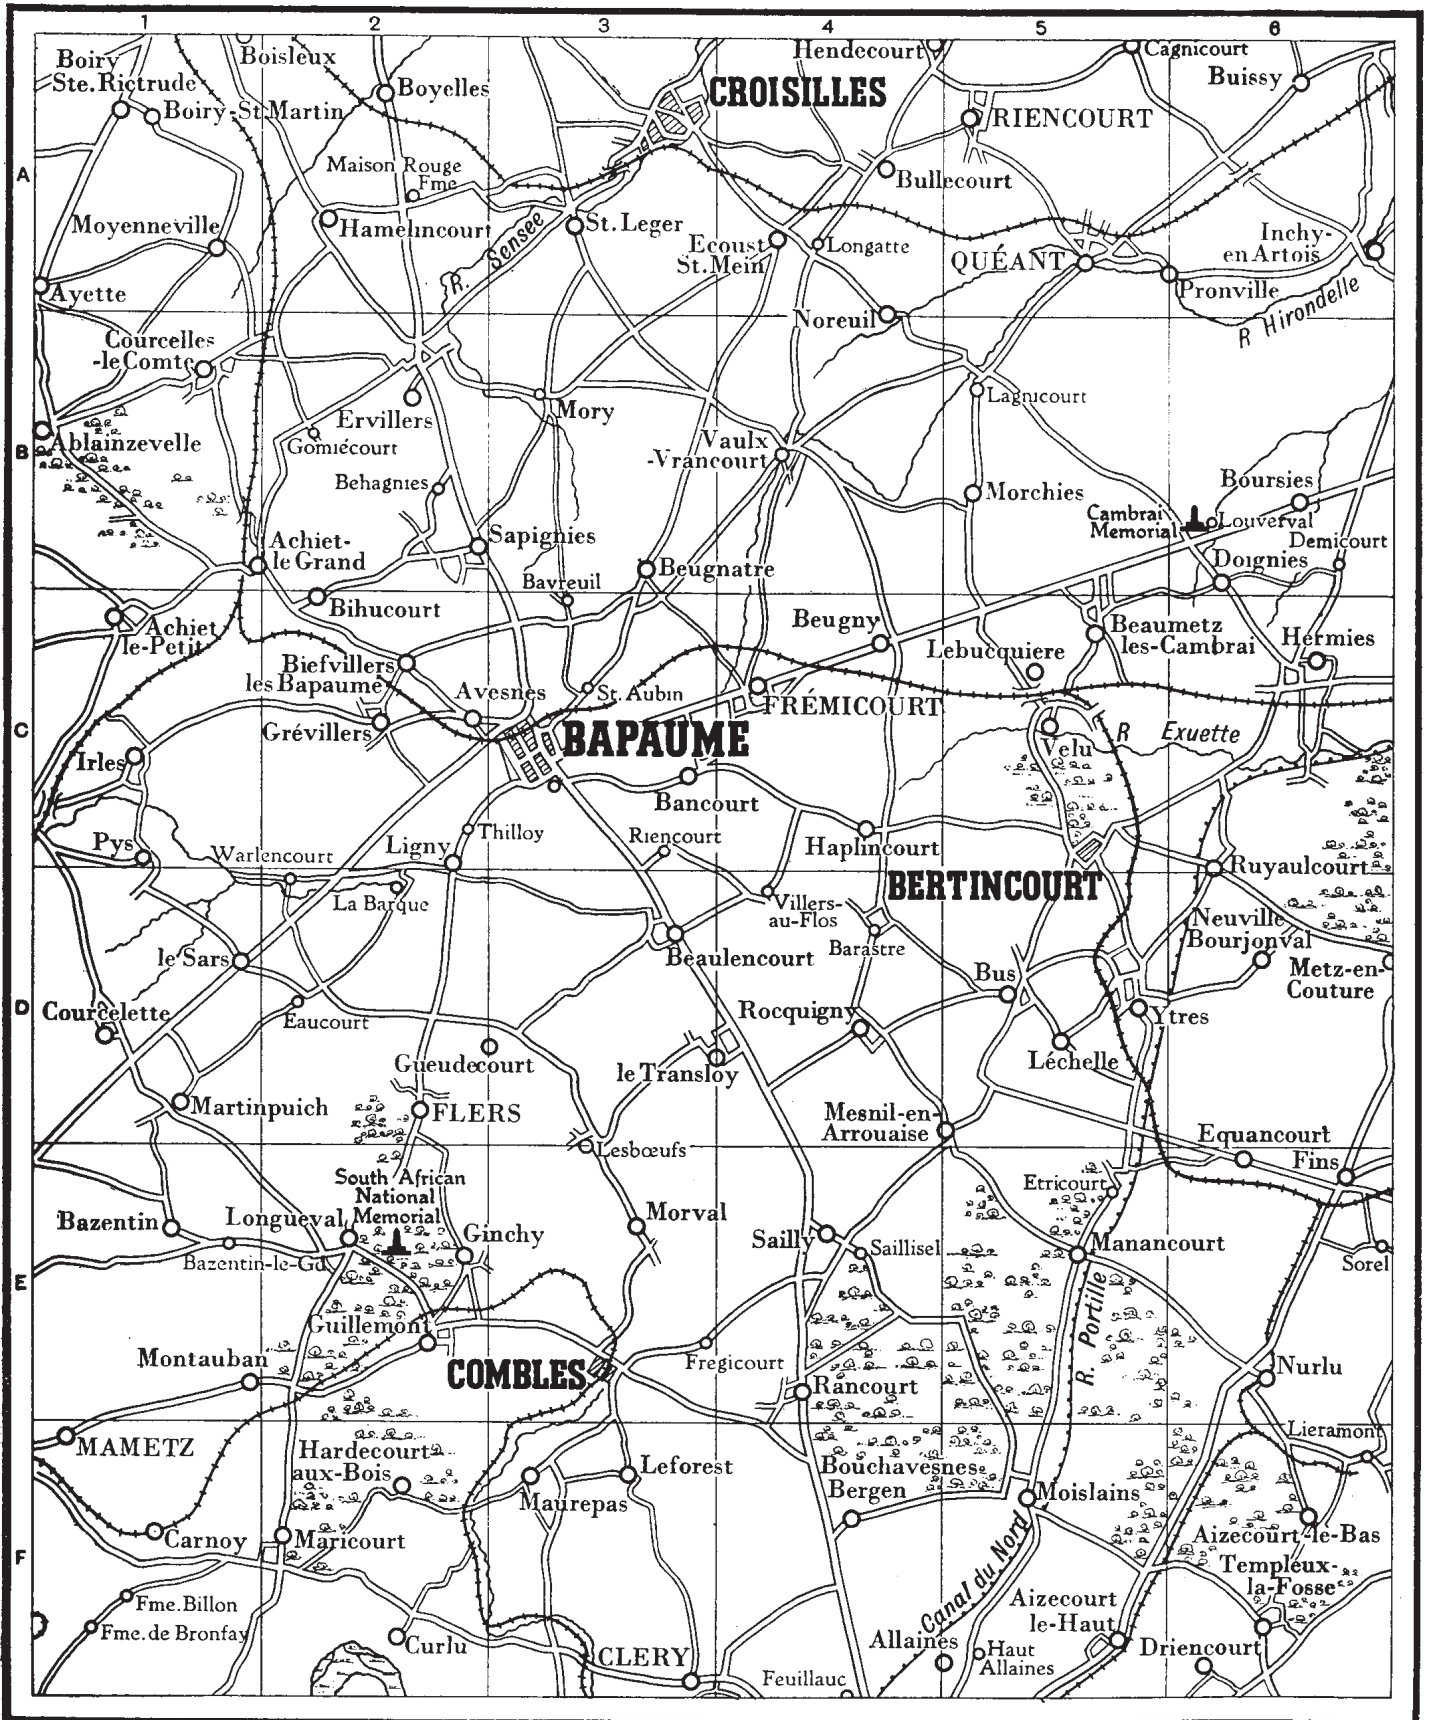 1 2 3 4 5 6
Boiry
Ste. Rictrude
Boisleux
Boyelles
Boiry-St Martin
CROISILLES
Hendecourt
Cagnicourt
Buissy
RIENCOURT
A
Maison Rouge
Fme
Bullecourt
Moyenneville
Hamelincourt
R. Sensee
St. Leger
Ecoust
St. Mein
Longatte
QUÉANT
Inchy-
en Artois
Ayette
Pronville
R Hirondelle
Noreuil
Courcelles
-le Comte
Ervillers
Mory
Lagnicourt
Gomiécourt
Ablainzevelle
B
Vaulx
-Vrancourt
Behagnies
Morchies
Boursies
Cambrai
Memorial
Louverval
Demicourt
Doignies
Sapignies
Achiet-
le Grand
Bavreuil
Beugnatre
Bihucourt
Beugny
Achiet
le-Petit
Beaumetz
les-Cambrai
Hermies
Lebucquiere
Biefvillers
les Bapaume
Avesnes
St. Aubin
FRÉMICOURT
C
Grévillers
BAPAUME
Velu
R Exuette
Irles
Bancourt
Thilloy
Riencourt
Pys
Warlencourt
Ligny
Haplincourt
BERTINCOURT
Ruyaulcourt
La Barque
Villers-
au-Flos
Barastre
Neuville
Bourjonval
le Sars
Beaulencourt
Bus
Metz-en-
Couture
D
Courcelette
Eaucourt
Rocquigny
Ytres
Gueudecourt
le Transloy
Léchelle
Martinpuich
FLERS
Mesnil-en-
Arrouaise
Equancourt
Lesbœufs
Fins
South African
National
Memorial
Etricourt
Bazentin
Longueval
Ginchy
Morval
Sailly
Saillisel
Manancourt
Bazentin-le-Gd
Sorel
E
R. Portille
Guillemont
Montauban
COMBLES
Fregicourt
Rancourt
Nurlu
MAMETZ
Lieramont
Hardecourt
aux-Bois
Leforest
Bouchavesnes
Bergen
Maurepas
Moislains
Carnoy
Maricourt
Aizecourt-le-Bas
F
Canal du Nord
Templeux-
la-Fosse
Fme. Billon
Aizecourt
le-Haut
Fme. de Bronfay
Curlu
CLERY
Allaines
Haut
Allaines
Driencourt
Feuillauc